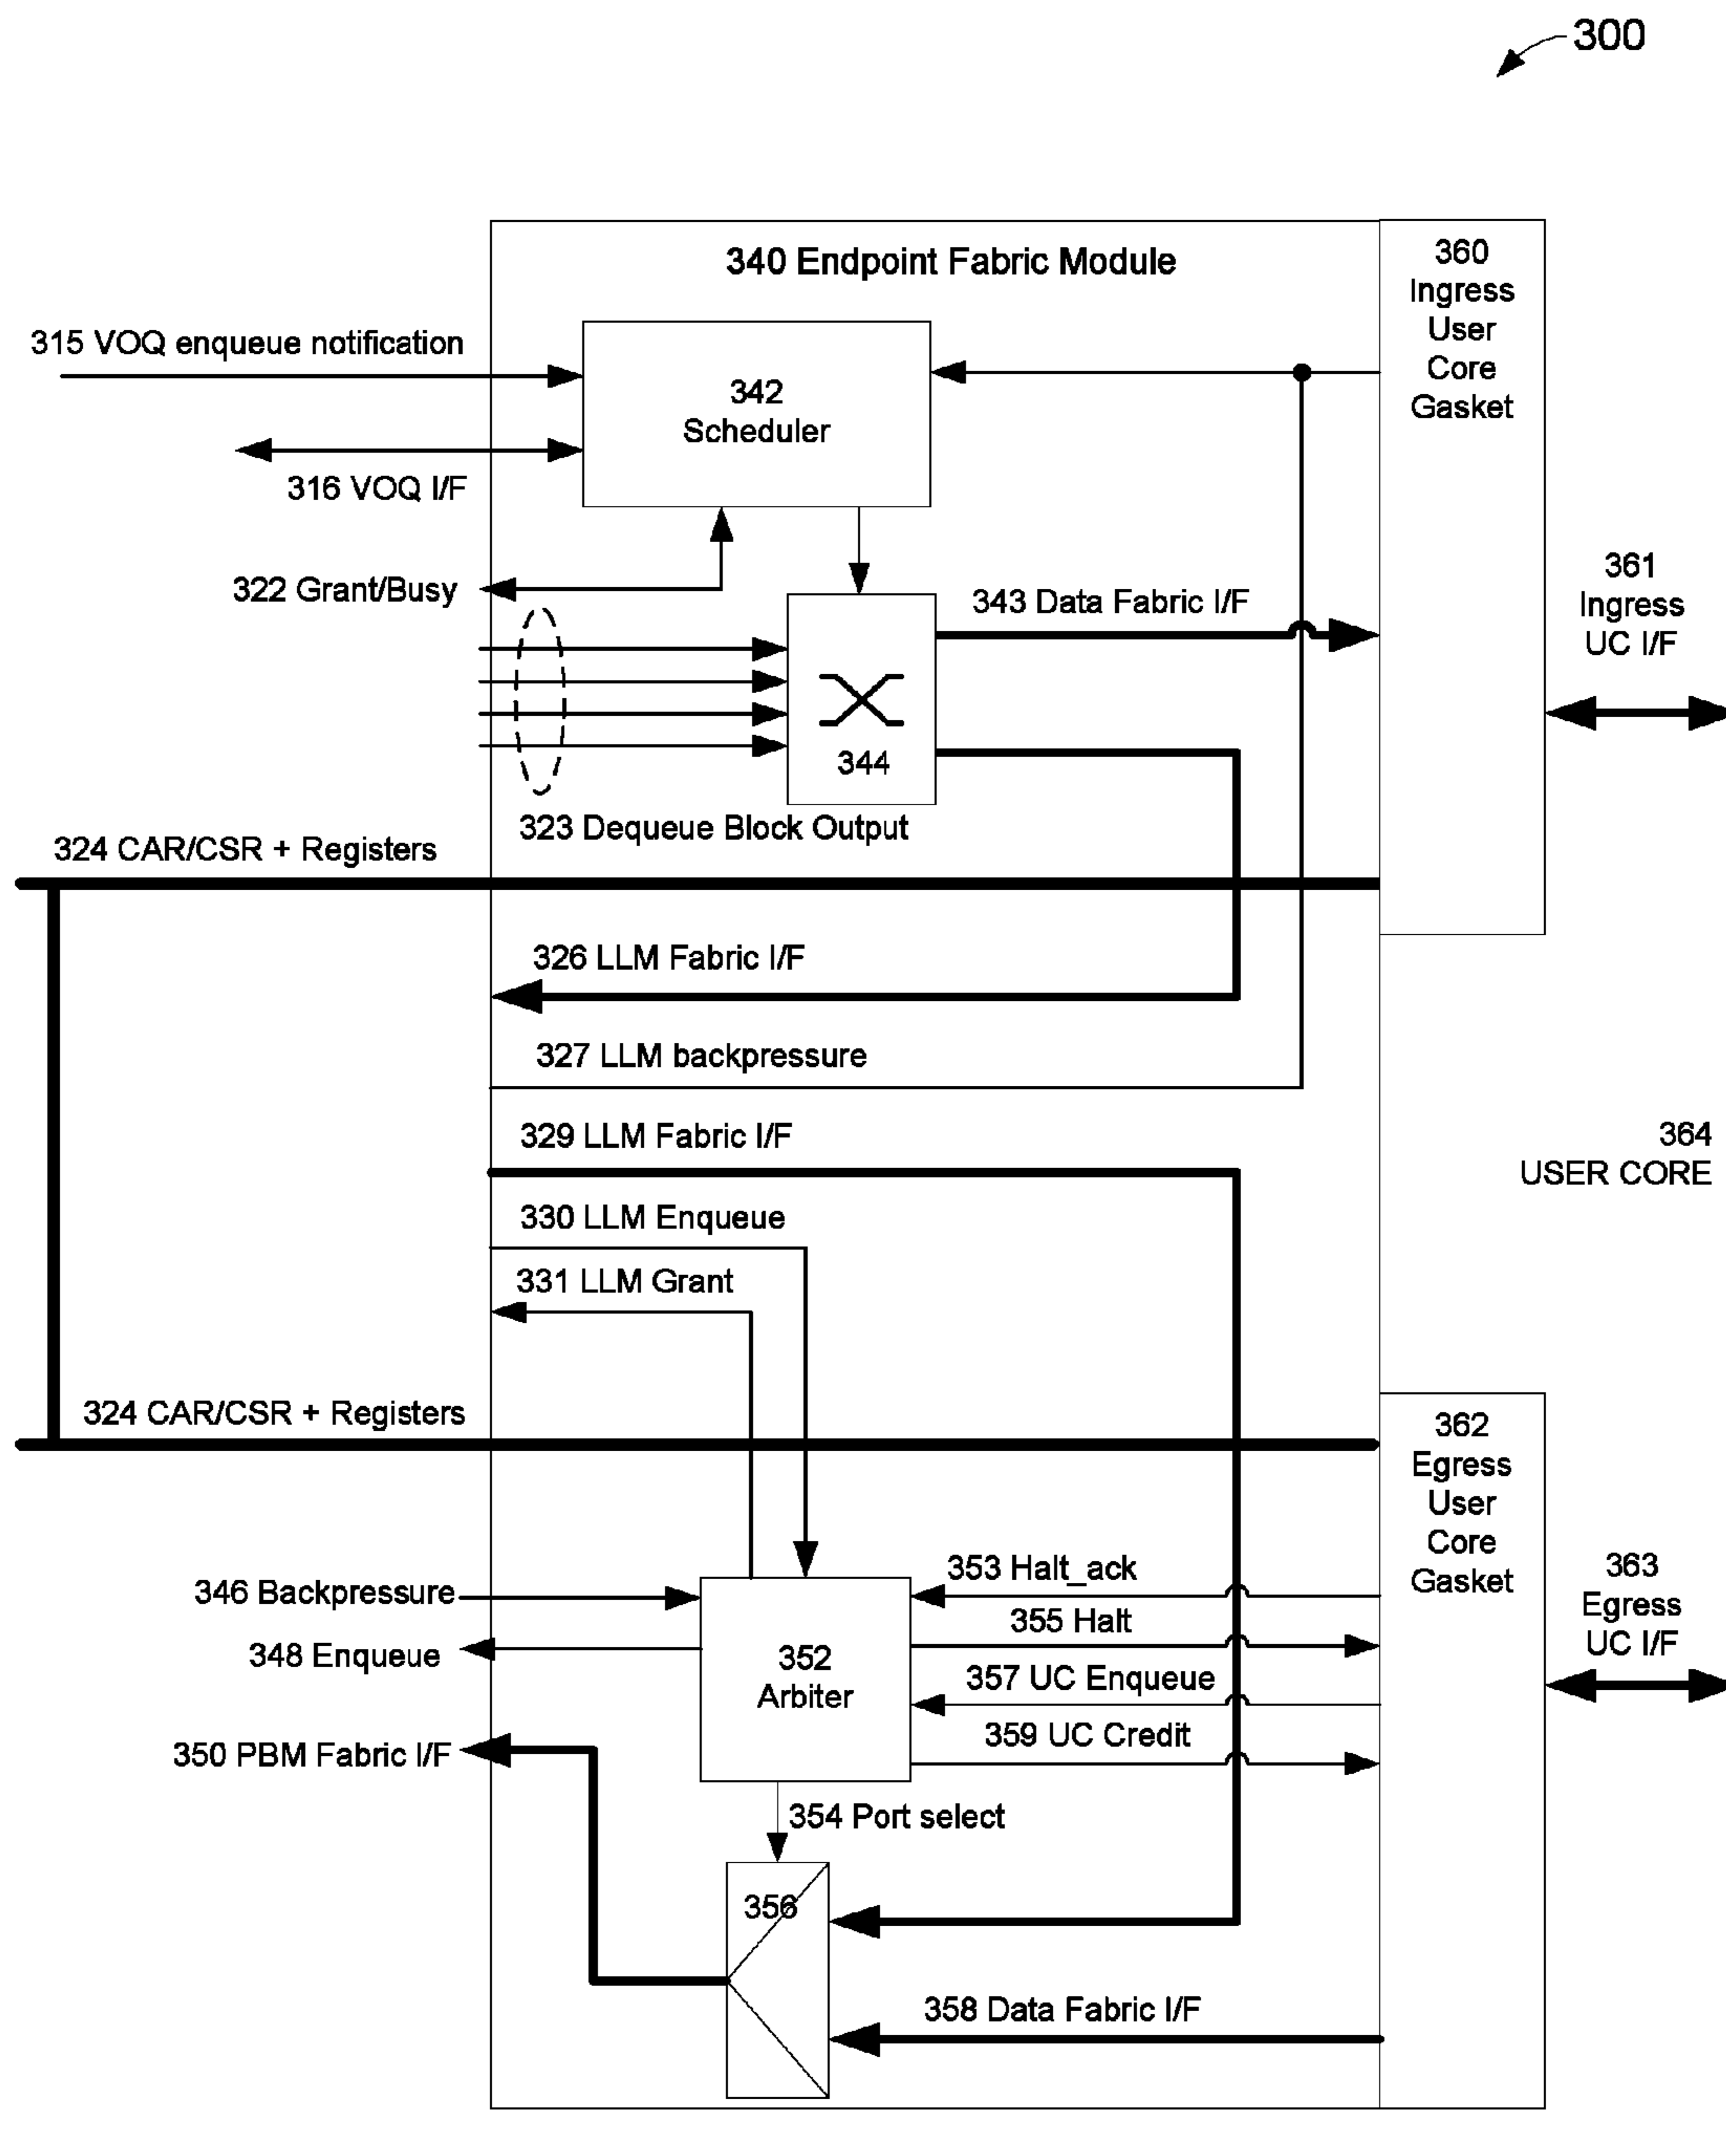 300
340 Endpoint Fabric Module
360
Ingress
User
Core
Gasket
315 VOQ enqueue notification
342
Scheduler
316 VOQ I/F
322 Grant/Busy
343 Data Fabric I/F
361
Ingress
UC I/F
344
323 Dequeue Block Output
324 CAR/CSR + Registers
326 LLM Fabric I/F
327 LLM backpressure
329 LLM Fabric I/F
364
USER CORE
330 LLM Enqueue
331 LLM Grant
324 CAR/CSR + Registers
362
Egress
User
Core
Gasket
353 Halt_ack
346 Backpressure
355 Halt
363
Egress
UC I/F
348 Enqueue
352
Arbiter
357 UC Enqueue
359 UC Credit
350 PBM Fabric I/F
354 Port select
356
358 Data Fabric I/F